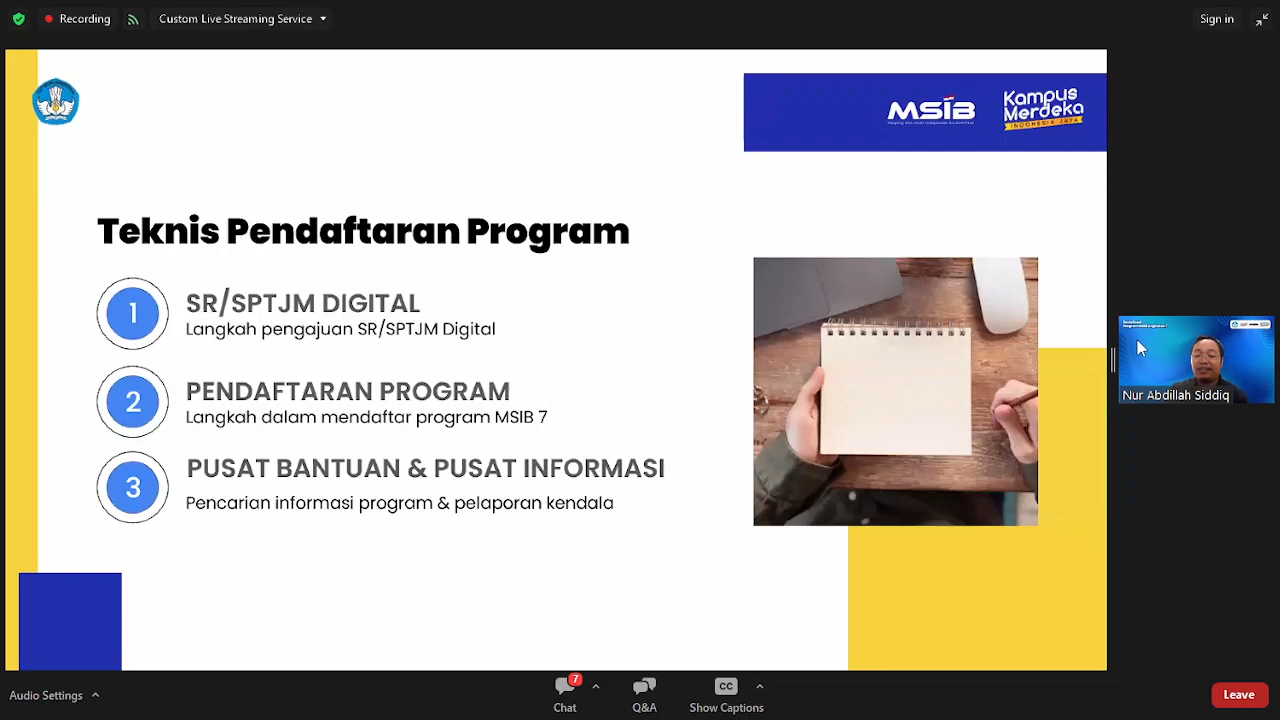 Recording
Custom Live Streaming Service
Sign in
MSIB
Kampus
Merdeka
INDONESIA JAYA
Teknis Pendaftaran Program
1
SR/SPTJM DIGITAL
Langkah pengajuan SR/SPTJM Digital
2
PENDAFTARAN PROGRAM
Langkah dalam mendaftar program MSIB 7
3
PUSAT BANTUAN & PUSAT INFORMASI
Pencarian informasi program & pelaporan kendala
Nur Abdillah Siddiq
Audio Settings
7
Chat
Q&A
CC
Show Captions
Leave